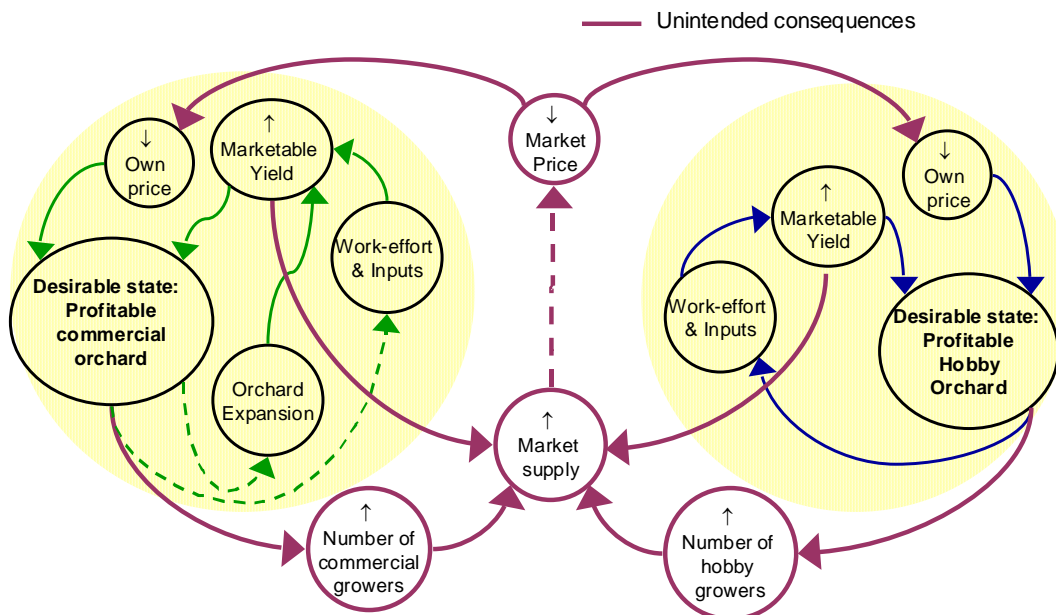 Unintended consequences
↓
Own
price
↑
Marketable
Yield
Work-effort
& Inputs
Desirable state:
Profitable
commercial
orchard
Orchard
Expansion
↓
Market
Price
↑
Market
supply
↑
Number of
commercial
growers
↑
Number of
hobby
growers
↑
Marketable
Yield
↓
Own
price
Work-effort
& Inputs
Desirable state:
Profitable
Hobby
Orchard